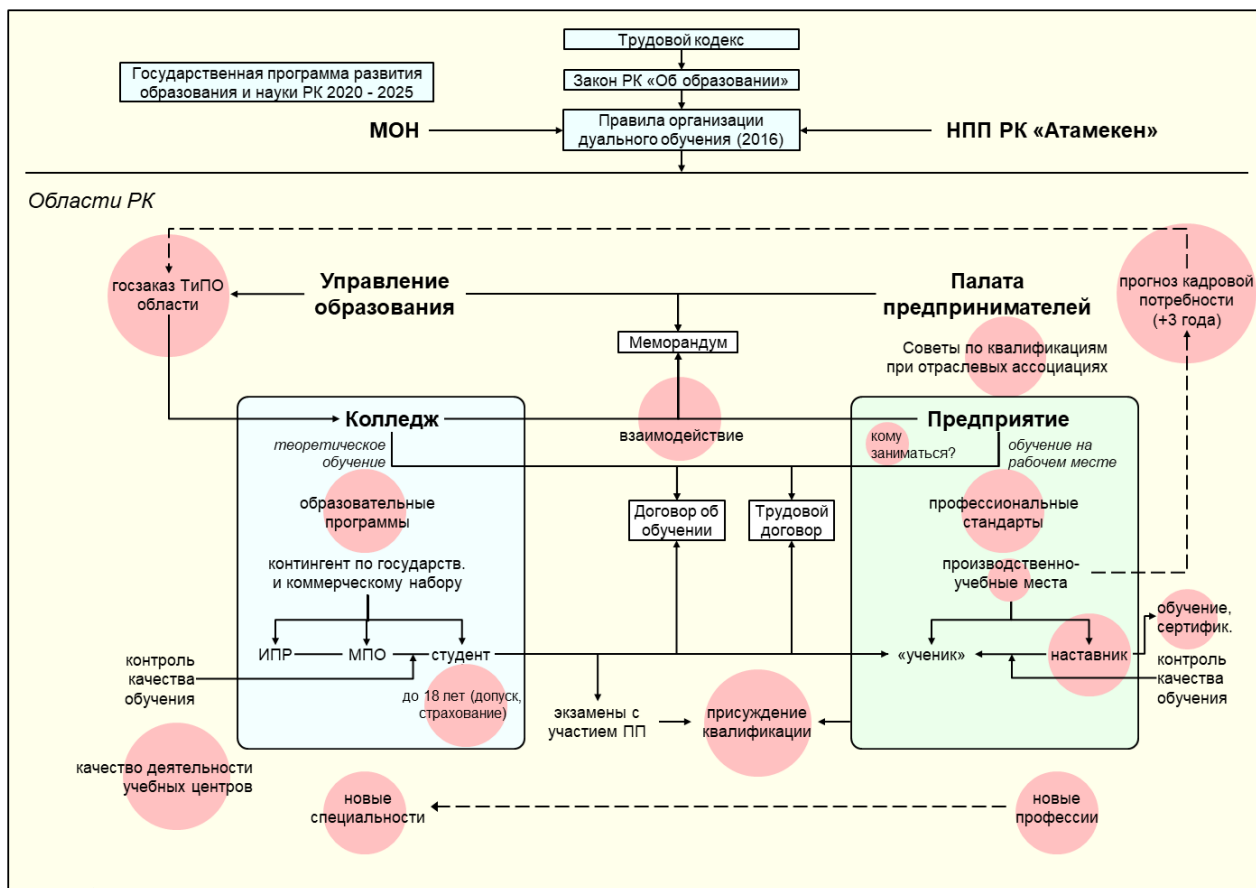 Трудовой кодекс
Государственная программа развития
образования и науки РК 2020 - 2025
Закон РК «Об образовании»
МОН
Правила организации
дуального обучения (2016)
НПП РК «Атамекен»
Области РК
госзаказ ТиПО
области
Управление
образования
Палата
предпринимателей
прогноз кадровой
потребности
(+3 года)
Меморандум
Советы по квалификациям
при отраслевых ассоциациях
Колледж
взаимодействие
Предприятие
теоретическое
обучение
кому
заниматься?
обучение на
рабочем месте
образовательные
программы
Договор об
обучении
Трудовой
договор
профессиональные
стандарты
контингент по государств.
и коммерческому набору
производственно-
учебные места
ИПР
МПО
студент
«ученик»
наставник
обучение,
сертифик.
контроль
качества
обучения
контроль
качества
обучения
до 18 лет (допуск,
страхование)
экзамены с
участием ПП
присуждение
квалификации
качество деятельности
учебных центров
новые
специальности
новые
профессии